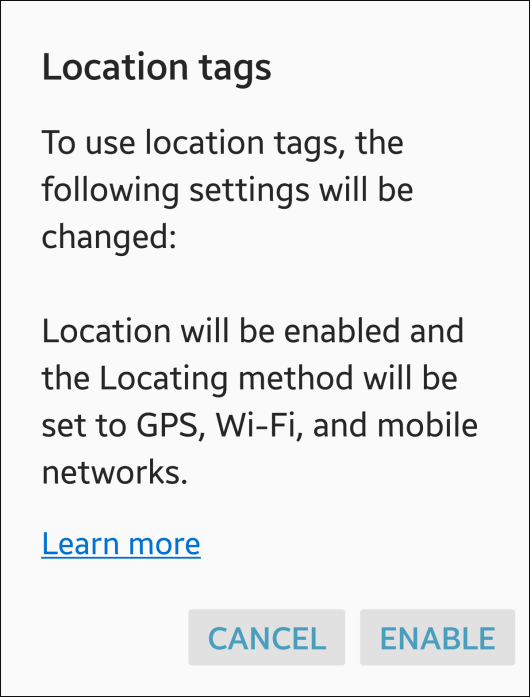 Location tags
To use location tags, the
following settings will be
changed:
Location will be enabled and
the Locating method will be
set to GPS, Wi-Fi, and mobile
networks.
Learn more
CANCEL ENABLE